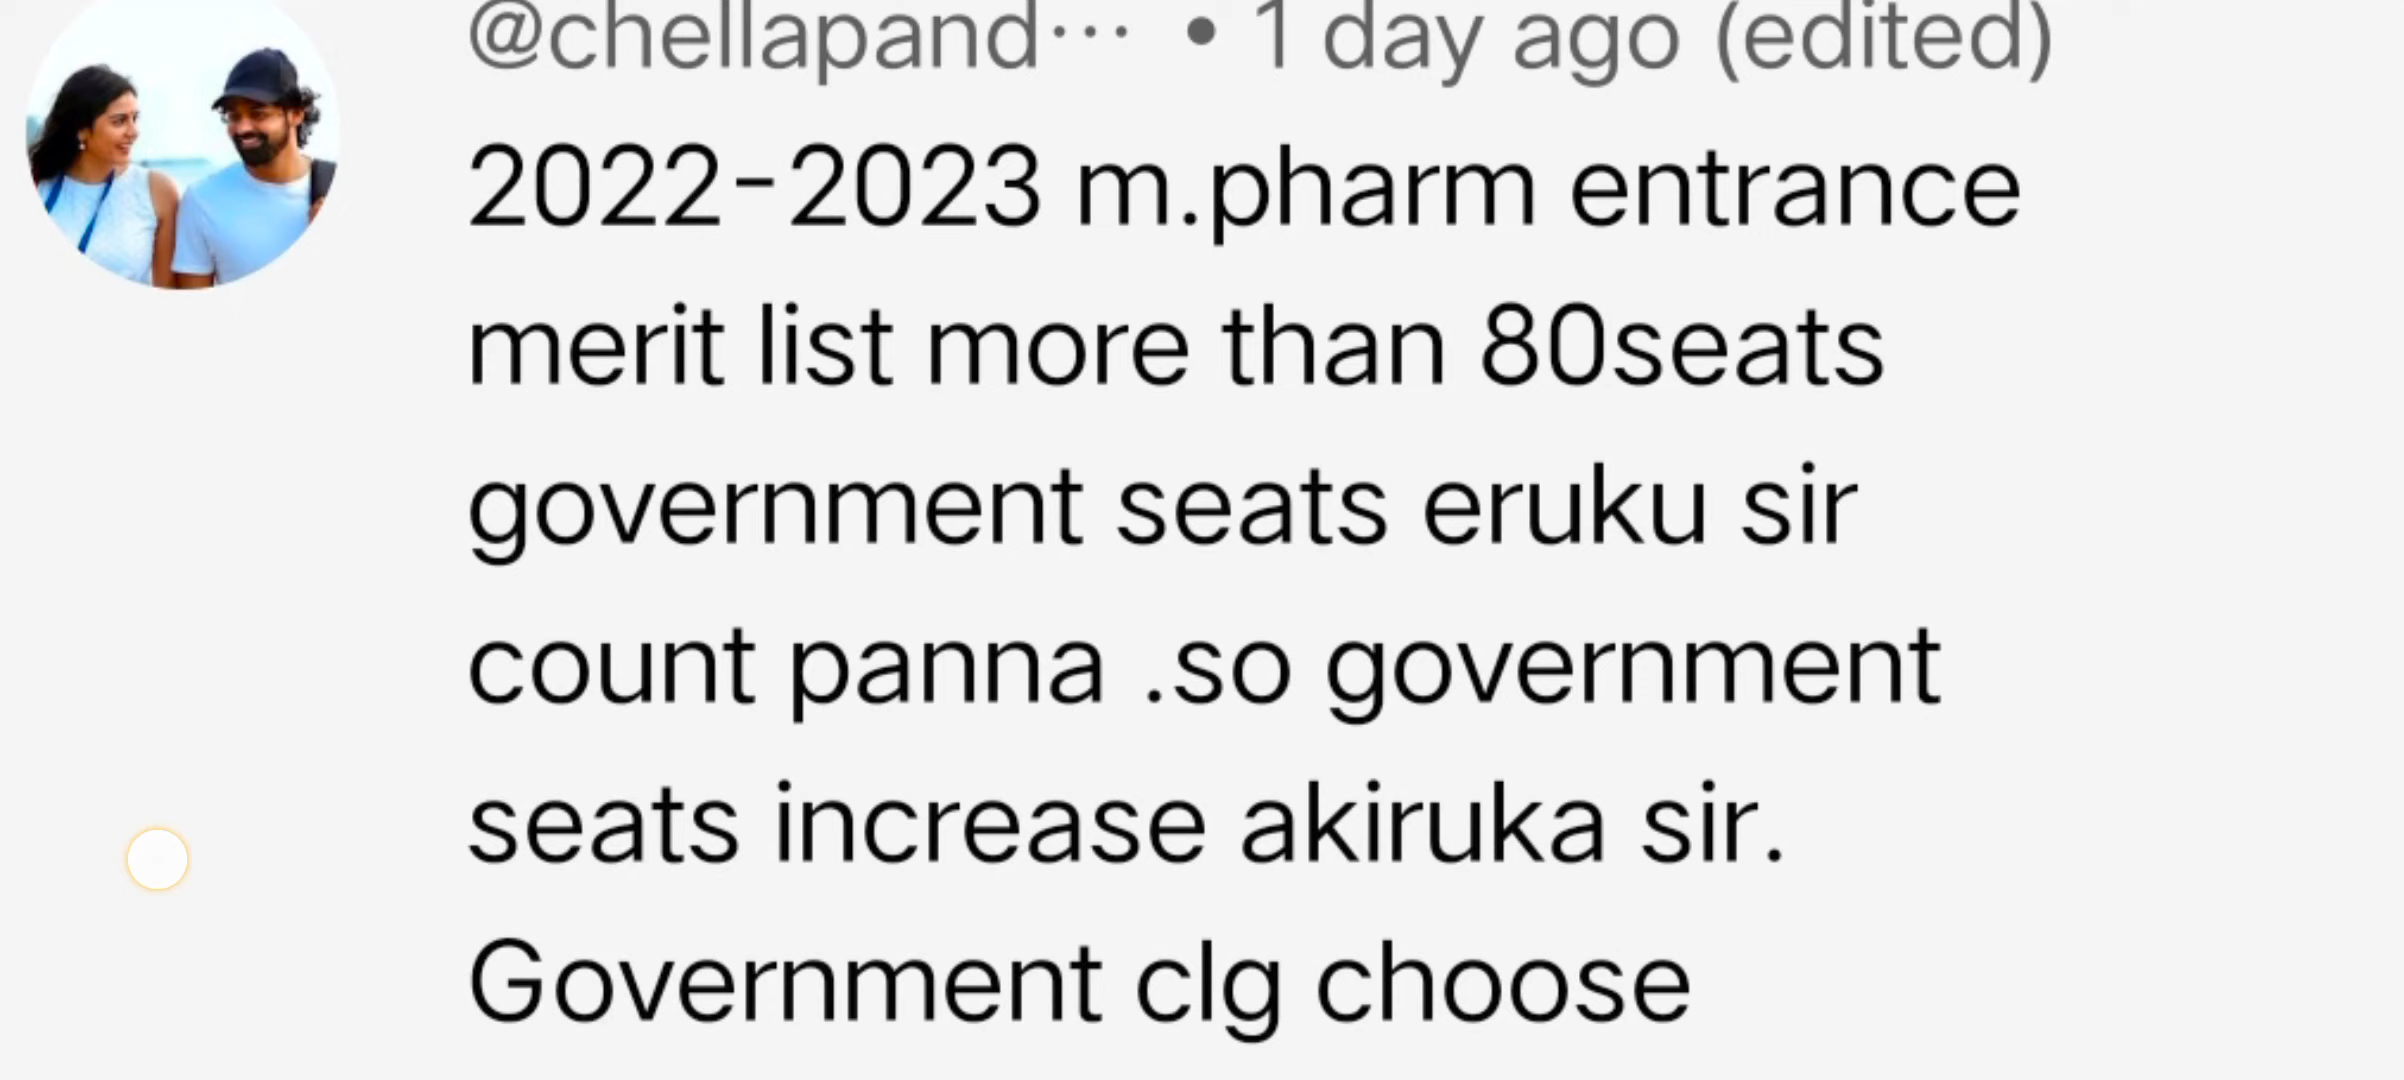 @chellapand... • 1 day ago (edited)
2022-2023 m.pharm entrance
merit list more than 80seats
government seats eruku sir
count panna .so government
seats increase akiruka sir.
Government clg choose